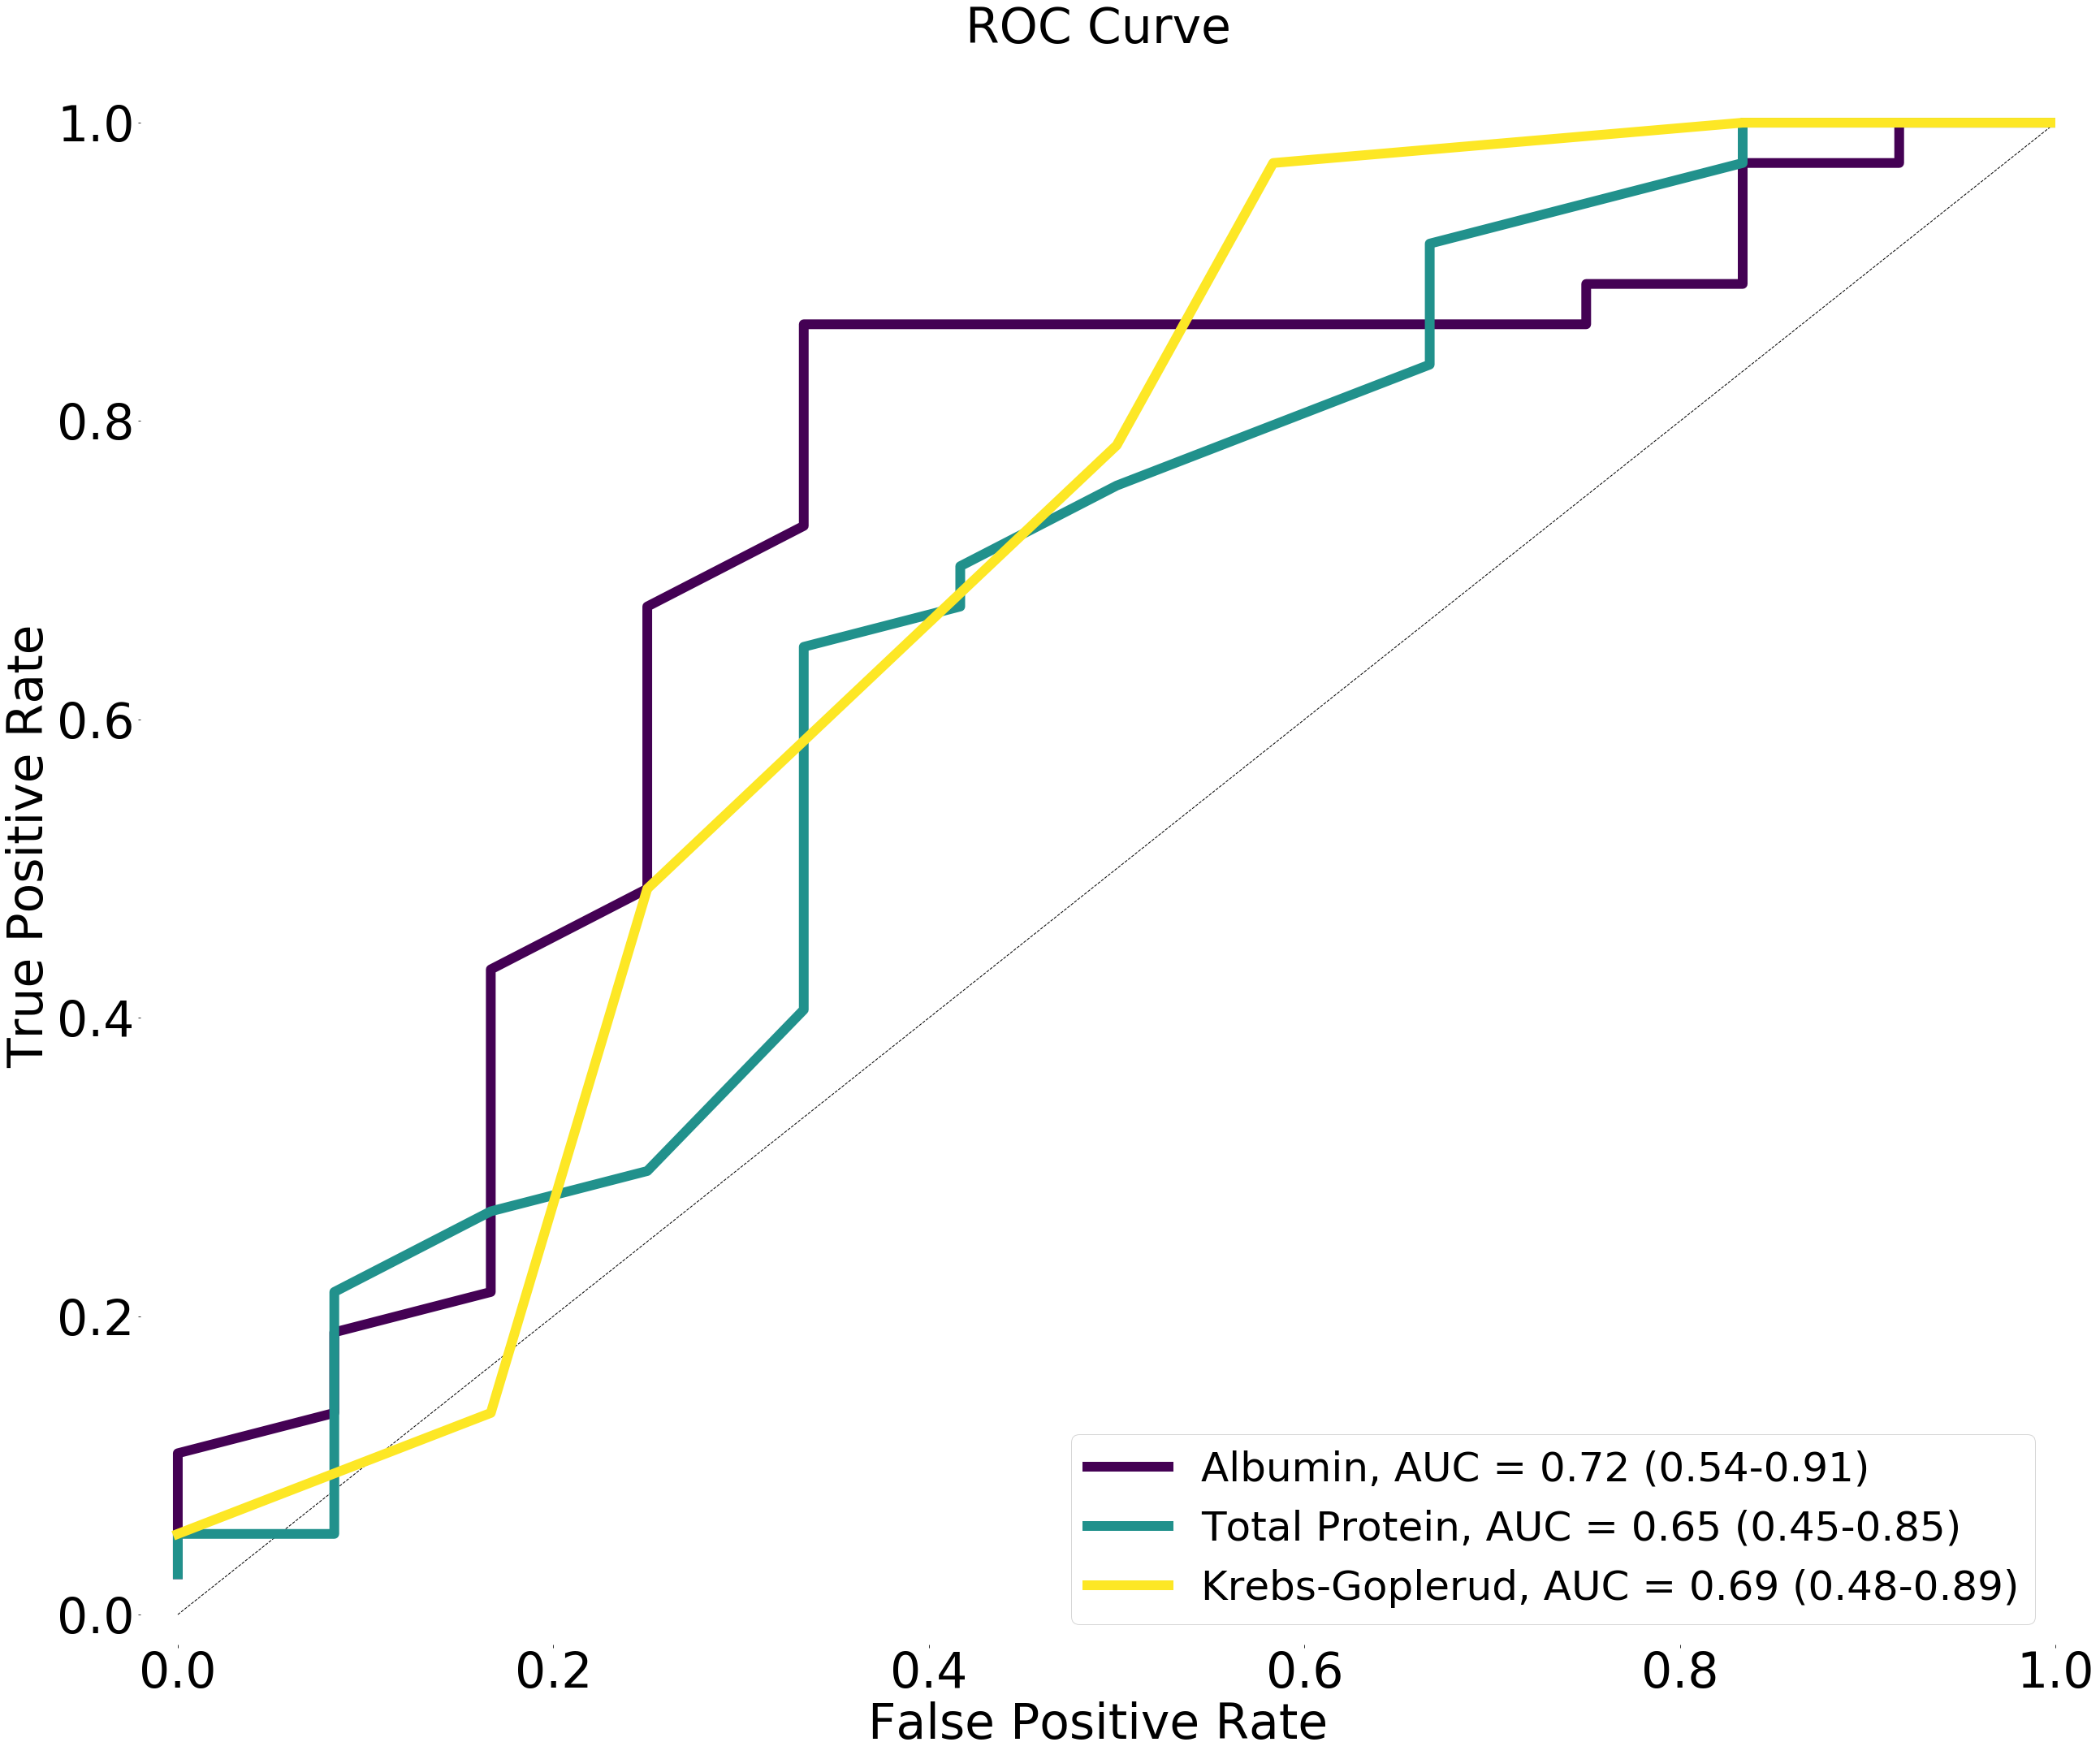 ROC Curve
1.0
0.8
0.6
0.4
0.2
0.0
True Positive Rate
Albumin, AUC = 0.72 (0.54-0.91)
Total Protein, AUC = 0.65 (0.45-0.85)
Krebs-Goplerud, AUC = 0.69 (0.48-0.89)
0.0 0.2 0.4 0.6 0.8 1.0
False Positive Rate